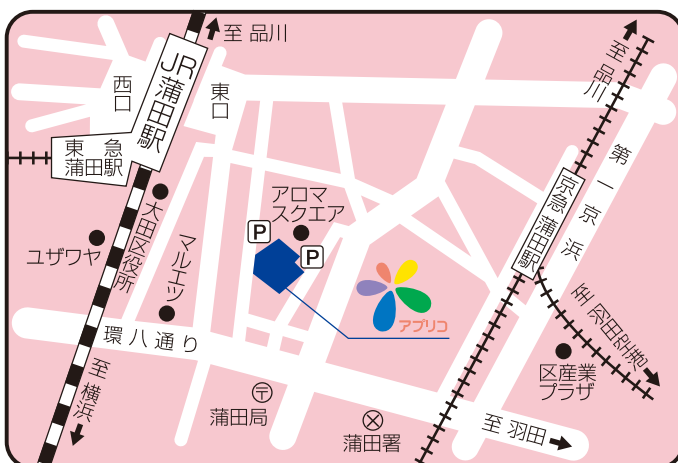 至 品川
JR蒲田駅
西口
東口
東急
蒲田駅
至 品川
第一京浜
京急 蒲田駅
アロマ
スクエア
P
P
大田区役所
ユザワヤ
マルエツ
アプリコ
至 羽田空港
環八通り
区産業
プラザ
至 横浜
〒
蒲田局
蒲田署
至 羽田